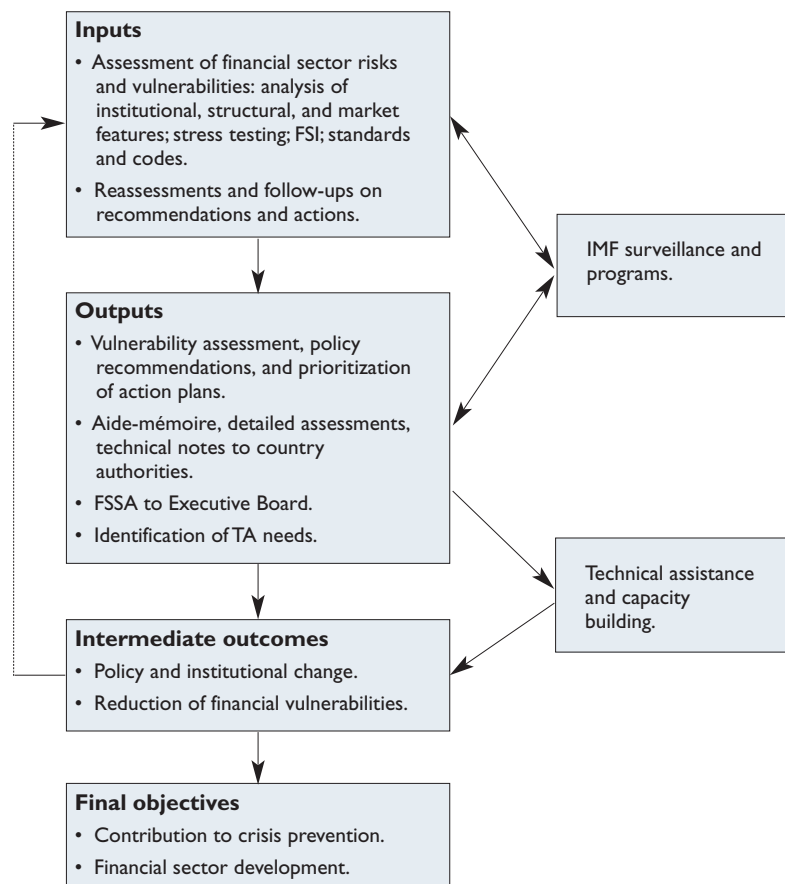 Inputs
• Assessment of financial sector risks
and vulnerabilities: analysis of
institutional, structural, and market
features; stress testing; FSI; standards
and codes.
• Reassessments and follow-ups on
recommendations and actions.
IMF surveillance and
programs.
Outputs
• Vulnerability assessment, policy
recommendations, and prioritization
of action plans.
• Aide-mémoire, detailed assessments,
technical notes to country
authorities.
• FSSA to Executive Board.
• Identification of TA needs.
Technical assistance
and capacity
building.
Intermediate outcomes
• Policy and institutional change.
• Reduction of financial vulnerabilities.
Final objectives
• Contribution to crisis prevention.
• Financial sector development.